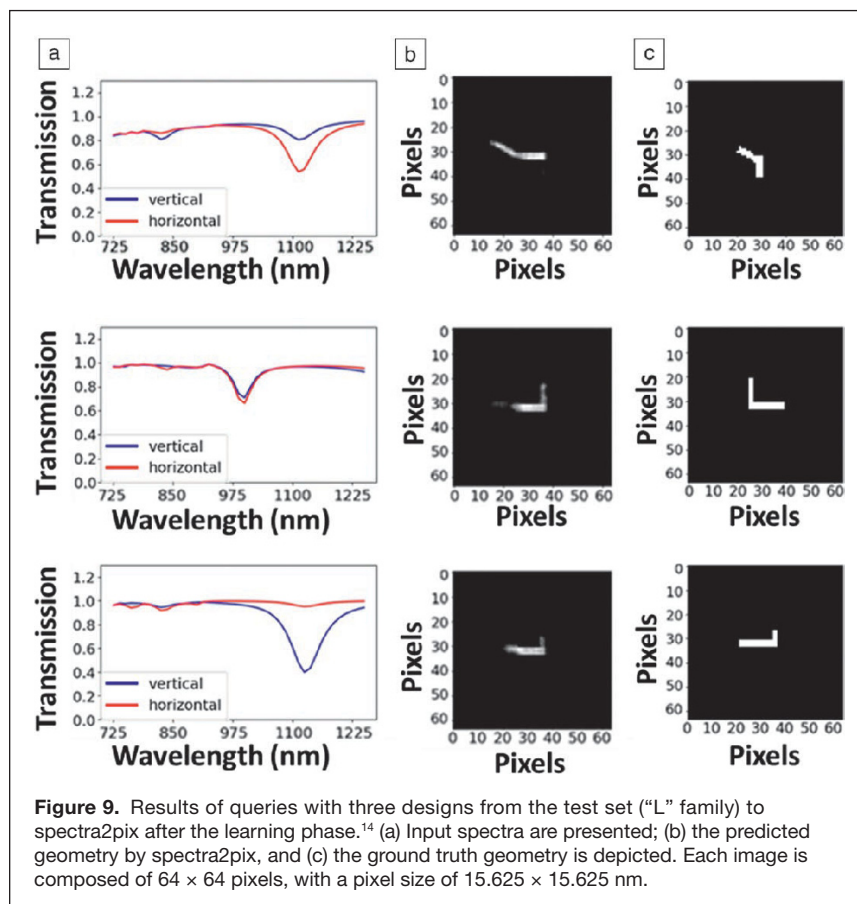 a
b
c
Transmission
1.2
1.0
0.8
0.6
0.4
0.2
0.0
vertical
horizontal
725 850 975 1100 1225
Wavelength (nm)
Pixels
0
10
20
30
40
50
60
0 10 20 30 40 50 60
Pixels
Pixels
0
10
20
30
40
50
60
0 10 20 30 40 50 60
Pixels
Transmission
1.2
1.0
0.8
0.6
0.4
0.2
0.0
vertical
horizontal
725 850 975 1100 1225
Wavelength (nm)
Pixels
0
10
20
30
40
50
60
0 10 20 30 40 50 60
Pixels
Pixels
0
10
20
30
40
50
60
0 10 20 30 40 50 60
Pixels
Transmission
1.2
1.0
0.8
0.6
0.4
0.2
0.0
vertical
horizontal
725 850 975 1100 1225
Wavelength (nm)
Pixels
0
10
20
30
40
50
60
0 10 20 30 40 50 60
Pixels
Pixels
0
10
20
30
40
50
60
0 10 20 30 40 50 60
Pixels
Figure 9. Results of queries with three designs from the test set (“L” family) to
spectra2pix after the learning phase.¹⁴ (a) Input spectra are presented; (b) the predicted
geometry by spectra2pix, and (c) the ground truth geometry is depicted. Each image is
composed of 64 × 64 pixels, with a pixel size of 15.625 × 15.625 nm.